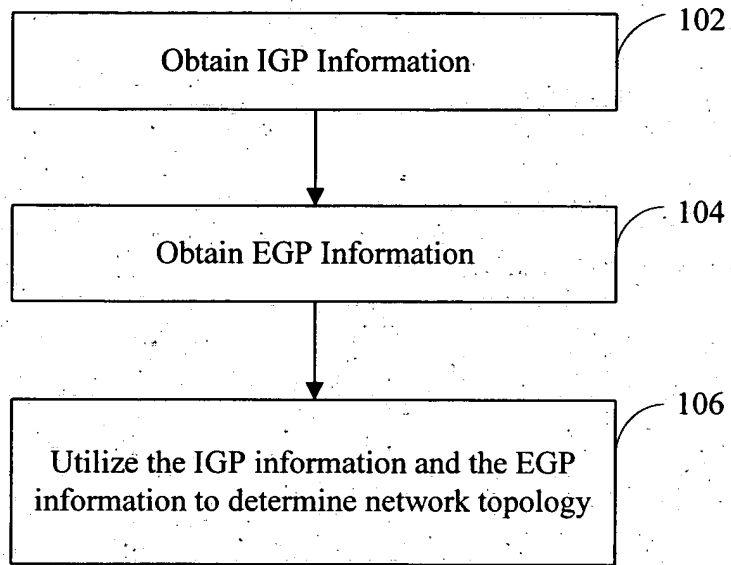 102
Obtain IGP Information
104
Obtain EGP Information
106
Utilize the IGP information and the EGP
information to determine network topology